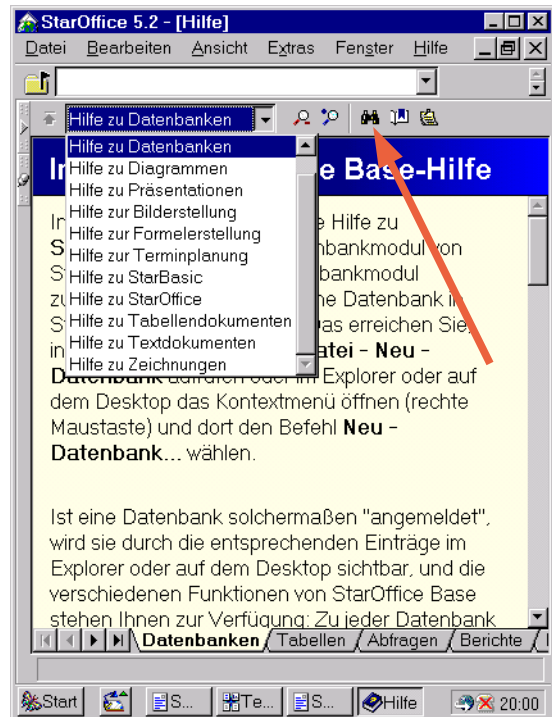 StarOffice 5.2 - [Hilfe]
Datei Bearbeiten Ansicht Extras Fenster Hilfe
Hilfe zu Datenbanken
Hilfe zu Datenbanken
Hilfe zu Diagrammen
Hilfe zu Präsentationen
Hilfe zur Bilderstellung
Hilfe zur Formelerstellung
Hilfe zur Terminplanung
Hilfe zu StarBasic
Hilfe zu StarOffice
Hilfe zu Tabellendokumenten
Hilfe zu Textdokumenten
Hilfe zu Zeichnungen
e Base-Hilfe
e Hilfe zu
nbankmodul von
bankmodul
zu ne Datenbank in
Das erreichen Sie,
in atei - Neu -
Datenbank aufrufen oder im Explorer oder auf
dem Desktop das Kontextmenü öffnen (rechte
Maustaste) und dort den Befehl Neu -
Datenbank... wählen.
Ist eine Datenbank solchermaßen "angemeldet",
wird sie durch die entsprechenden Einträge im
Explorer oder auf dem Desktop sichtbar, und die
verschiedenen Funktionen von StarOffice Base
stehen Ihnen zur Verfügung: Zu jeder Datenbank
Datenbanken Tabellen Abfragen Berichte
Start S... Te... S... Hilfe 20:00